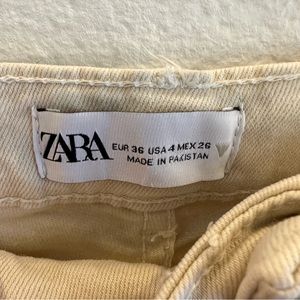 ZARA
EUR 36 USA 4 MEX 26
MADE IN PAKISTAN